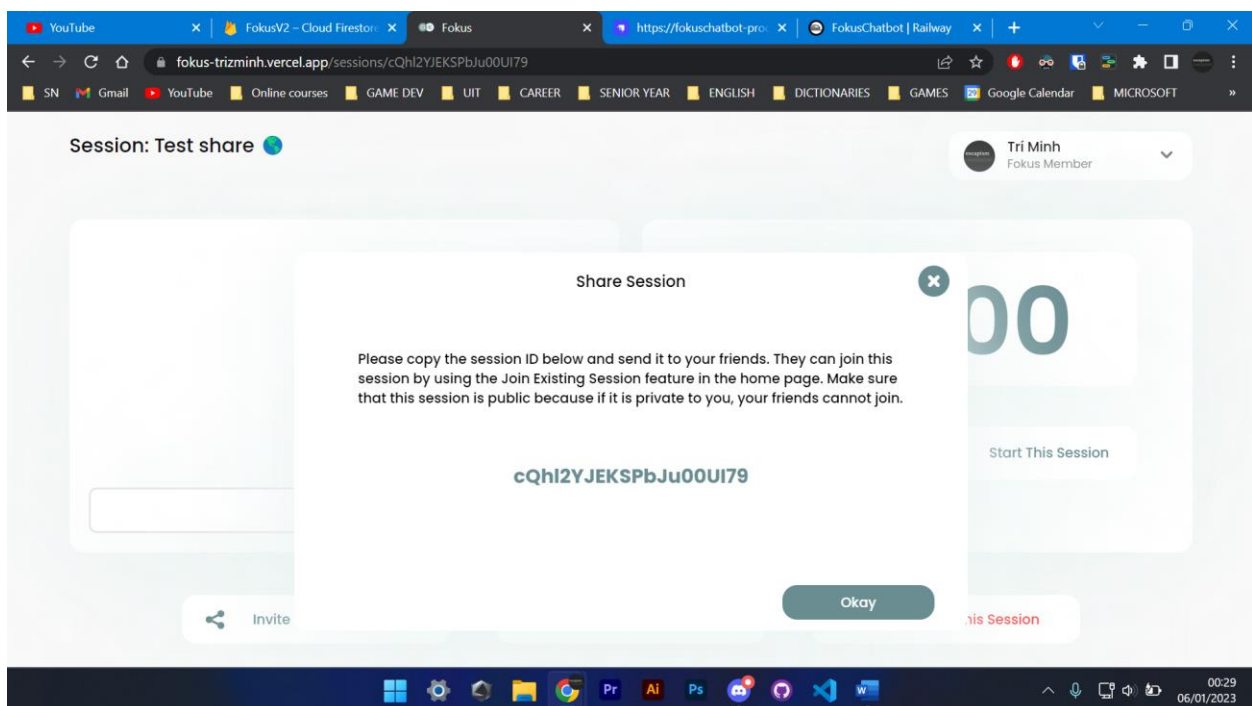 YouTube
FokusV2 – Cloud Firestore
Fokus
https://fokuschatbot-pro
FokusChatbot | Railway
fokus-trizminh.vercel.app/sessions/cQhl2YJEKSPbJu00UI79
SN
Gmail
YouTube
Online courses
GAME DEV
UIT
CAREER
SENIOR YEAR
ENGLISH
DICTIONARIES
GAMES
Google Calendar
MICROSOFT
»
Session: Test share
Tri Minh
Fokus Member
Share Session
00
Please copy the session ID below and send it to your friends. They can join this
session by using the Join Existing Session feature in the home page. Make sure
that this session is public because if it is private to you, your friends cannot join.
Start This Session
cQhl2YJEKSPbJu00UI79
Okay
Invite
his Session
Pr
Ai
Ps
00:29
06/01/2023